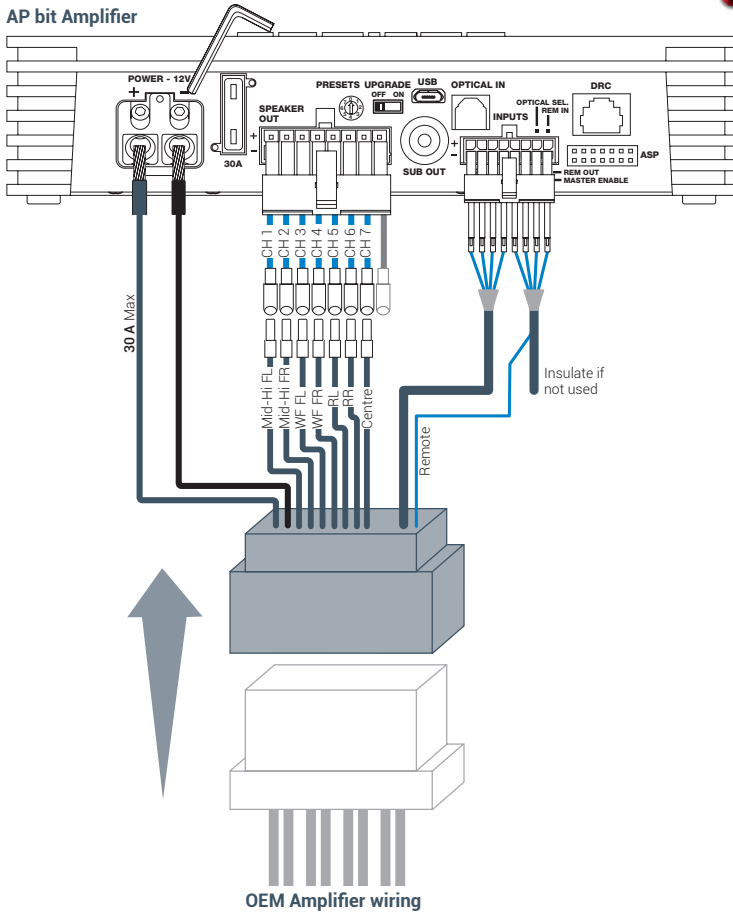 AP bit Amplifier
POWER - 12V
+ -
30A
SPEAKER
OUT
+
-
PRESETS
UPGRADE
OFF ON
USB
SUB OUT
OPTICAL IN
INPUTS
+
-
OPTICAL SEL.
REM IN
DRC
ASP
REM OUT
MASTER ENABLE
CH 1
CH 2
CH 3
CH 4
CH 5
CH 6
CH 7
30 A Max
Mid-Hi FL
Mid-Hi FR
WF FL
WF FR
RL
RR
Centre
Remote
Insulate if
not used
OEM Amplifier wiring